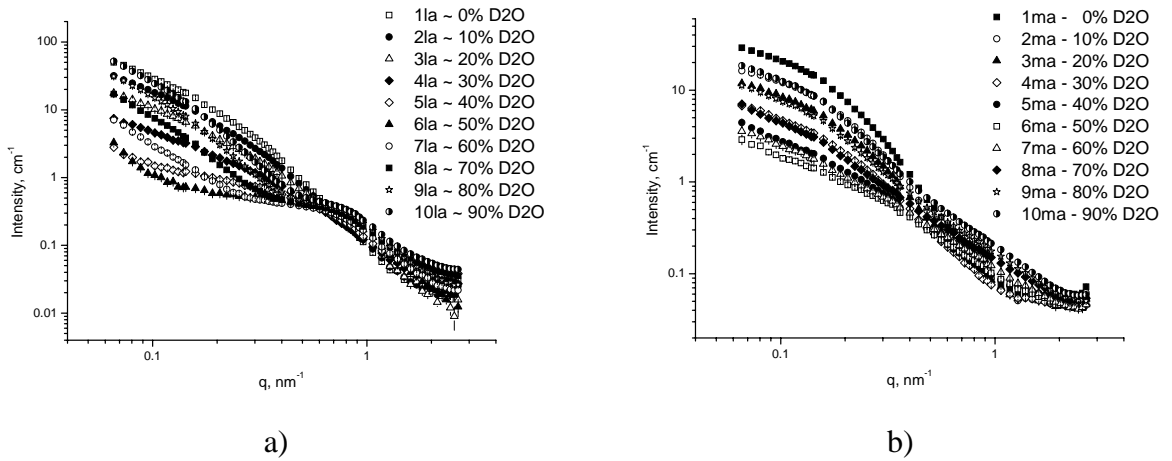 1la ~ 0% D2O
2la ~ 10% D2O
3la ~ 20% D2O
4la ~ 30% D2O
5la ~ 40% D2O
6la ~ 50% D2O
7la ~ 60% D2O
8la ~ 70% D2O
9la ~ 80% D2O
10la ~ 90% D2O
100
10
1
0.1
0.01
Intensity, cm-1
0.1
1
q, nm-1
a)
1ma - 0% D2O
2ma - 10% D2O
3ma - 20% D2O
4ma - 30% D2O
5ma - 40% D2O
6ma - 50% D2O
7ma - 60% D2O
8ma - 70% D2O
9ma - 80% D2O
10ma - 90% D2O
10
1
0.1
Intensity, cm-1
0.1
1
q, nm-1
b)